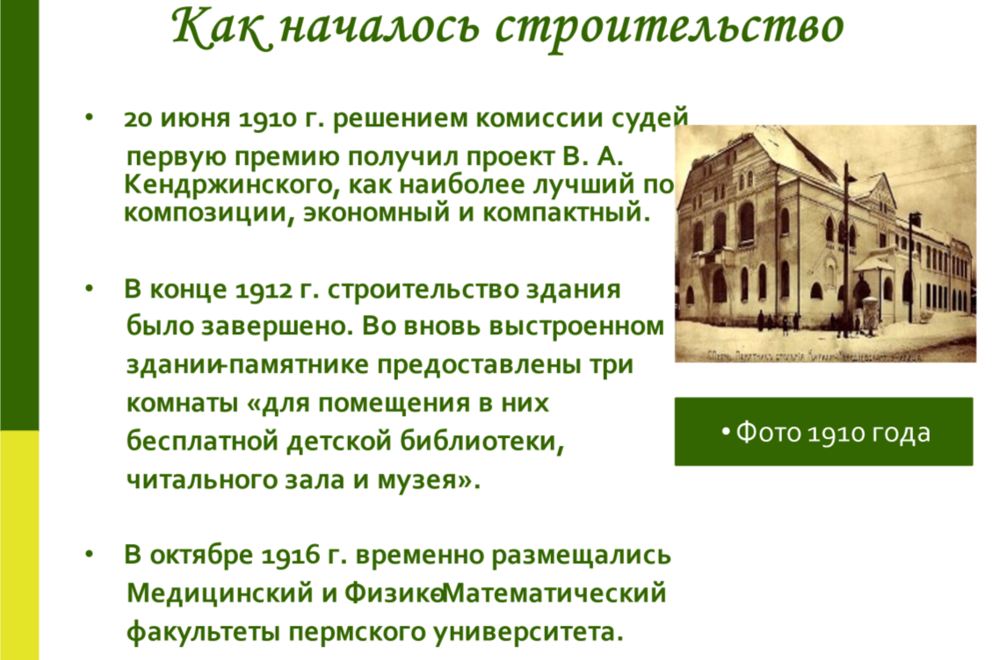 Как началось строительство
• 20 июня 1910 г. решением комиссии судей
первую премию получил проект В. А.
Кендржинского, как наиболее лучший по
композиции, экономный и компактный.
• В конце 1912 г. строительство здания
было завершено. Во вновь выстроенном
здании-памятнике предоставлены три
комнаты «для помещения в них
бесплатной детской библиотеки,
читального зала и музея».
• Фото 1910 года
• В октябре 1916 г. временно размещались
Медицинский и Физико-Математический
факультеты пермского университета.